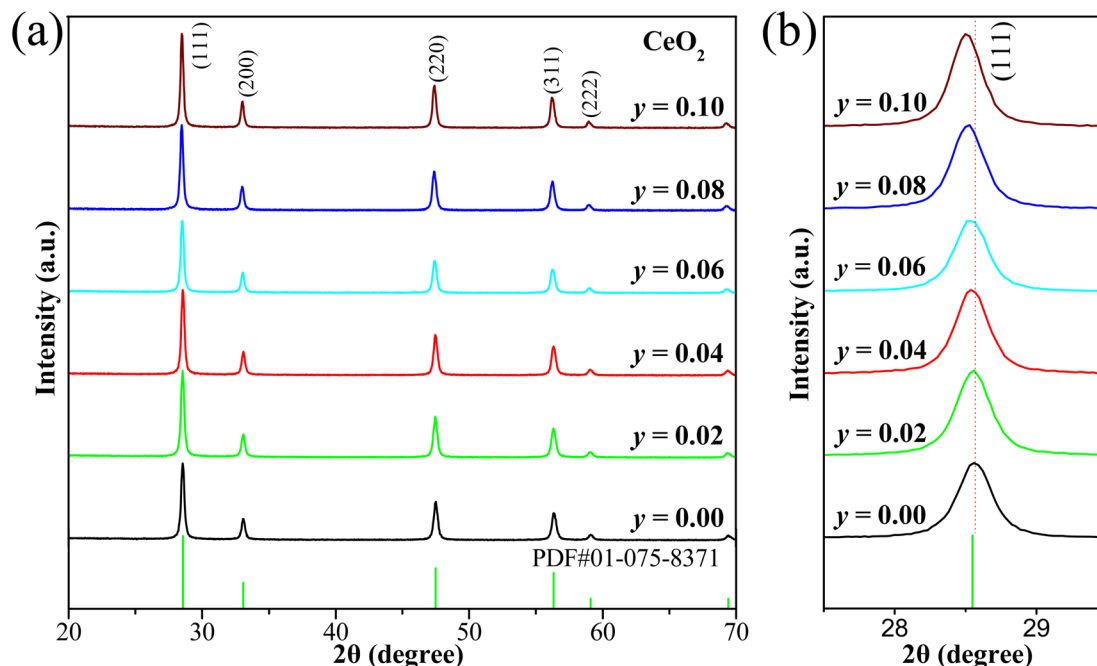 (a)
(111)
(200)
(220)
(311)
(222)
CeO₂
y = 0.10
y = 0.08
y = 0.06
y = 0.04
y = 0.02
y = 0.00
PDF#01-075-8371
Intensity (a.u.)
20 30 40 50 60 70
2θ (degree)
(b)
(111)
y = 0.10
y = 0.08
y = 0.06
y = 0.04
y = 0.02
y = 0.00
Intensity (a.u.)
28 29
2θ (degree)